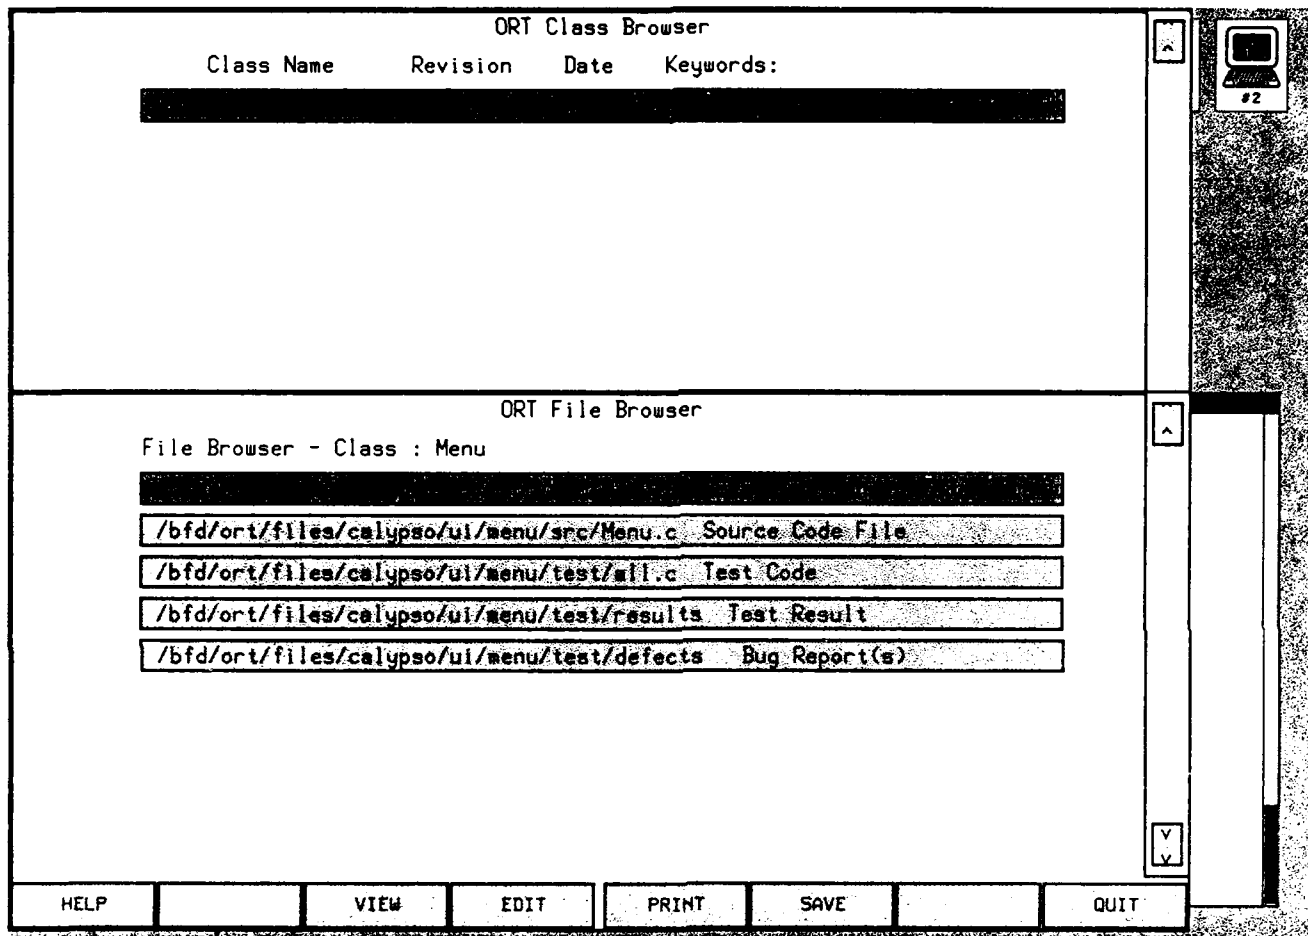 ORT Class Browser
Class Name Revision Date Keywords:
#2
ORT File Browser
File Browser - Class : Menu
/bfd/ort/files/calypso/ui/menu/src/Menu.c Source Code File
/bfd/ort/files/calypso/ui/menu/test/all.c Test Code
/bfd/ort/files/calypso/ui/menu/test/results Test Result
/bfd/ort/files/calypso/ui/menu/test/defects Bug Report(s)
HELP VIEW EDIT PRINT SAVE QUIT